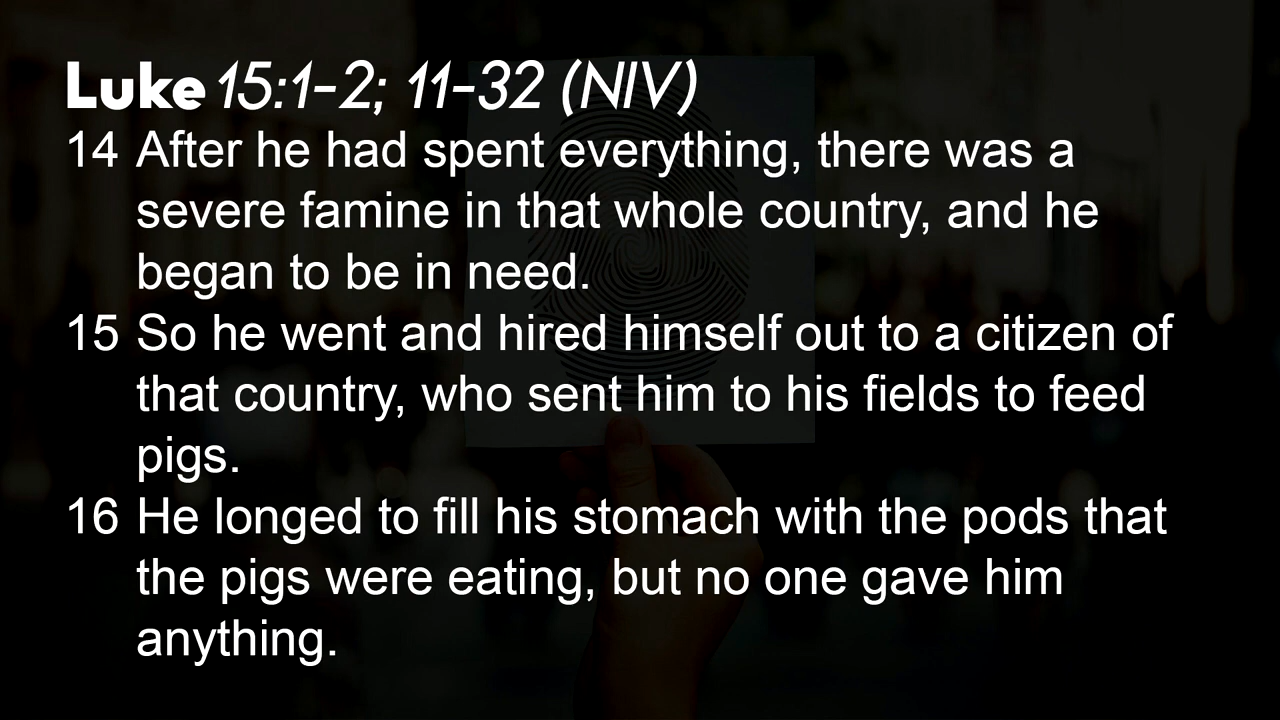 Luke 15:1-2; 11-32 (NIV)
14 After he had spent everything, there was a
severe famine in that whole country, and he
began to be in need.
15 So he went and hired himself out to a citizen of
that country, who sent him to his fields to feed
pigs.
16 He longed to fill his stomach with the pods that
the pigs were eating, but no one gave him
anything.